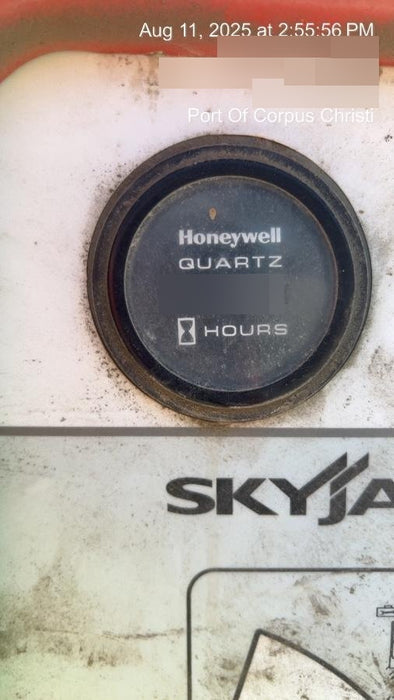 Aug 11, 2025 at 2:55:56 PM
Port Of Corpus Christi
Honeywell
QUARTZ
HOURS
SKYJA